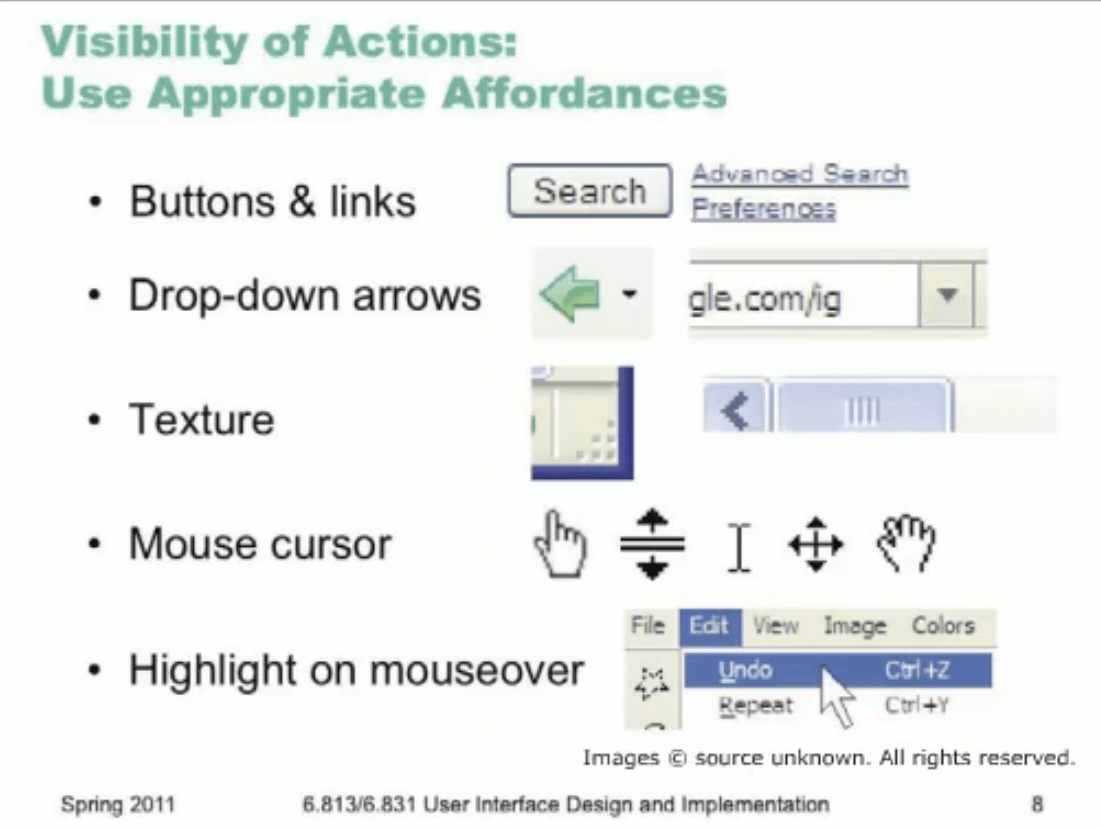 Visibility of Actions:
Use Appropriate Affordances
• Buttons & links
Search
Advanced Search
Preferences
• Drop-down arrows
gle.com/ig
• Texture
• Mouse cursor
• Highlight on mouseover
File Edit View Image Colors
Undo Ctrl+Z
Repeat Ctrl+Y
Images © source unknown. All rights reserved.
Spring 2011 6.813/6.831 User Interface Design and Implementation 8